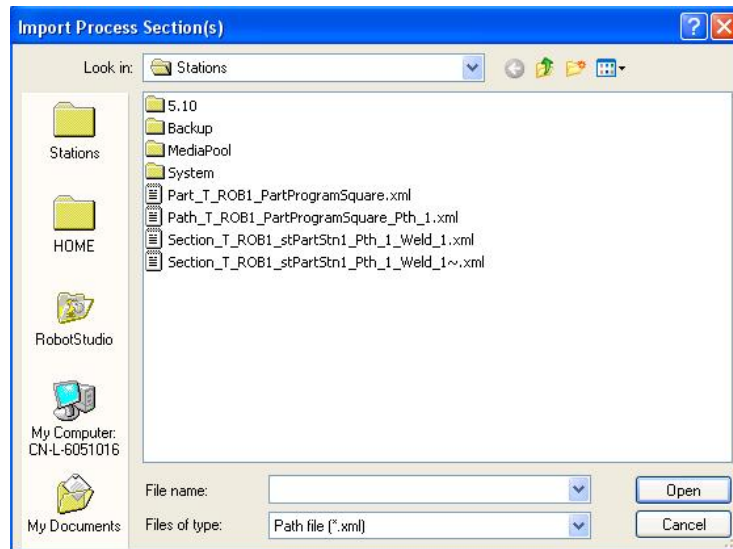 Import Process Section(s)
Look in: Stations
5.10
Backup
MediaPool
System
Part_T_ROB1_PartProgramSquare.xml
Path_T_ROB1_PartProgramSquare_Pth_1.xml
Section_T_ROB1_stPartStn1_Pth_1_Weld_1.xml
Section_T_ROB1_stPartStn1_Pth_1_Weld_1~.xml
Stations
HOME
RobotStudio
My Computer:
CN-L-6051016
My Documents
File name:
Open
Files of type: Path file (*.xml)
Cancel